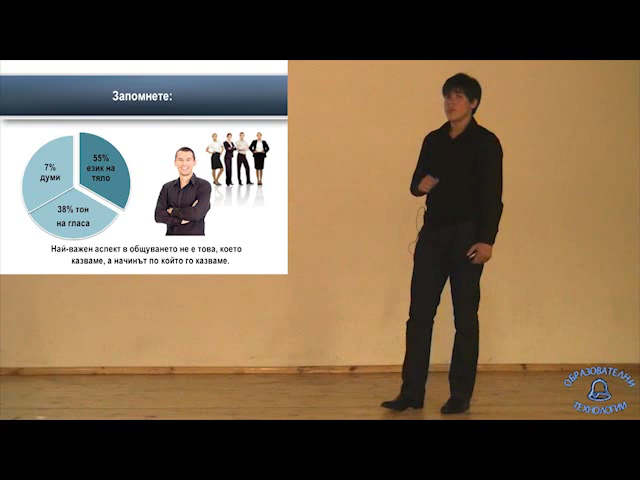 Запомнете:
7%
думи
55%
език на
тяло
38% тон
на гласа
Най-важен аспект в общуването не е това, което
казваме, а начинът по който го казваме.
ОБРАЗОВАТЕЛНИ
ТЕХНОЛОГИИ